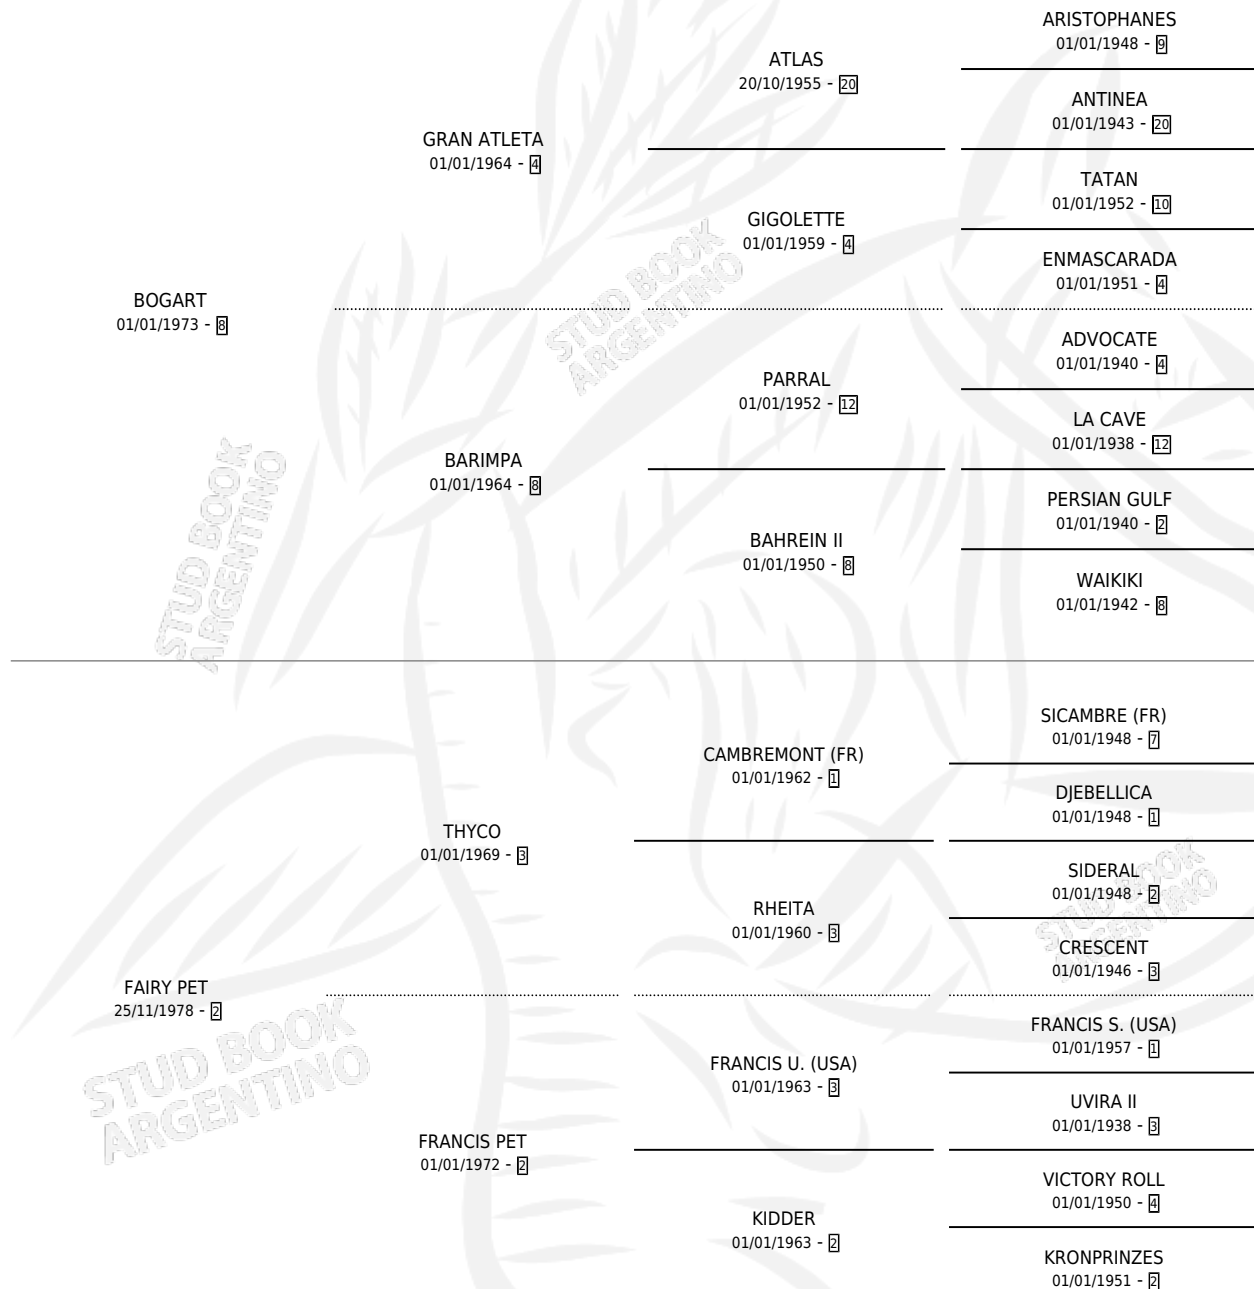 ARISTOPHANES
01/01/1948 - 9
ATLAS
20/10/1955 - 20
ANTINEA
01/01/1943 - 20
GRAN ATLETA
01/01/1964 - 4
TATAN
01/01/1952 - 10
GIGOLETTE
01/01/1959 - 4
ENMASCARADA
01/01/1951 - 4
BOGART
01/01/1973 - 8
ADVOCATE
01/01/1940 - 4
PARRAL
01/01/1952 - 12
LA CAVE
01/01/1938 - 12
BARIMPA
01/01/1964 - 8
PERSIAN GULF
01/01/1940 - 2
BAHREIN II
01/01/1950 - 8
WAIKIKI
01/01/1942 - 8
SICAMBRE (FR)
01/01/1948 - 7
CAMBREMONT (FR)
01/01/1962 - 1
DJEBELLICA
01/01/1948 - 1
THYCO
01/01/1969 - 3
SIDERAL
01/01/1948 - 2
RHEITA
01/01/1960 - 3
CRESCENT
01/01/1946 - 3
FAIRY PET
25/11/1978 - 2
FRANCIS S. (USA)
01/01/1957 - 1
FRANCIS U. (USA)
01/01/1963 - 3
UVIRA II
01/01/1938 - 3
FRANCIS PET
01/01/1972 - 2
VICTORY ROLL
01/01/1950 - 4
KIDDER
01/01/1963 - 2
KRONPRINZES
01/01/1951 - 2
STUD BOOK
ARGENTINO
STUD BOOK
ARGENTINO
STUD BOOK
ARGENTINO
STUD BOOK
ARGENTINO